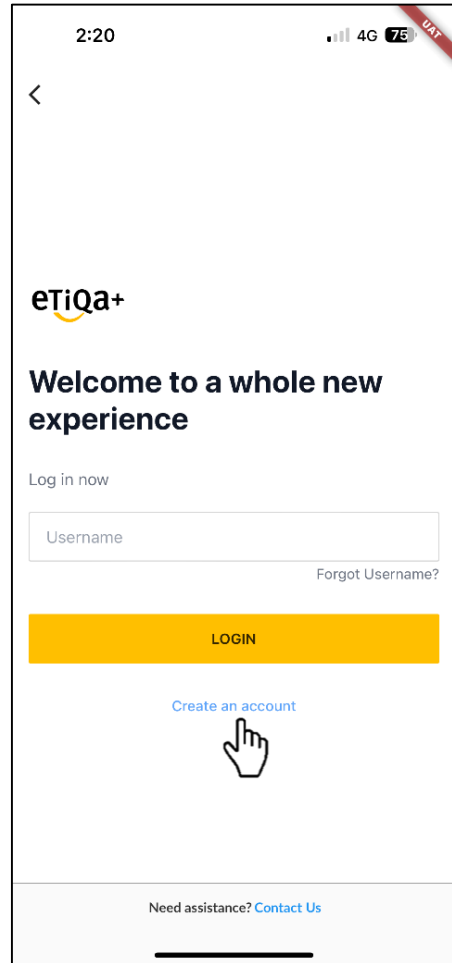 2:20
4G 75
UAT
eTiQa+
Welcome to a whole new
experience
Log in now
Username
Forgot Username?
LOGIN
Create an account
Need assistance? Contact Us